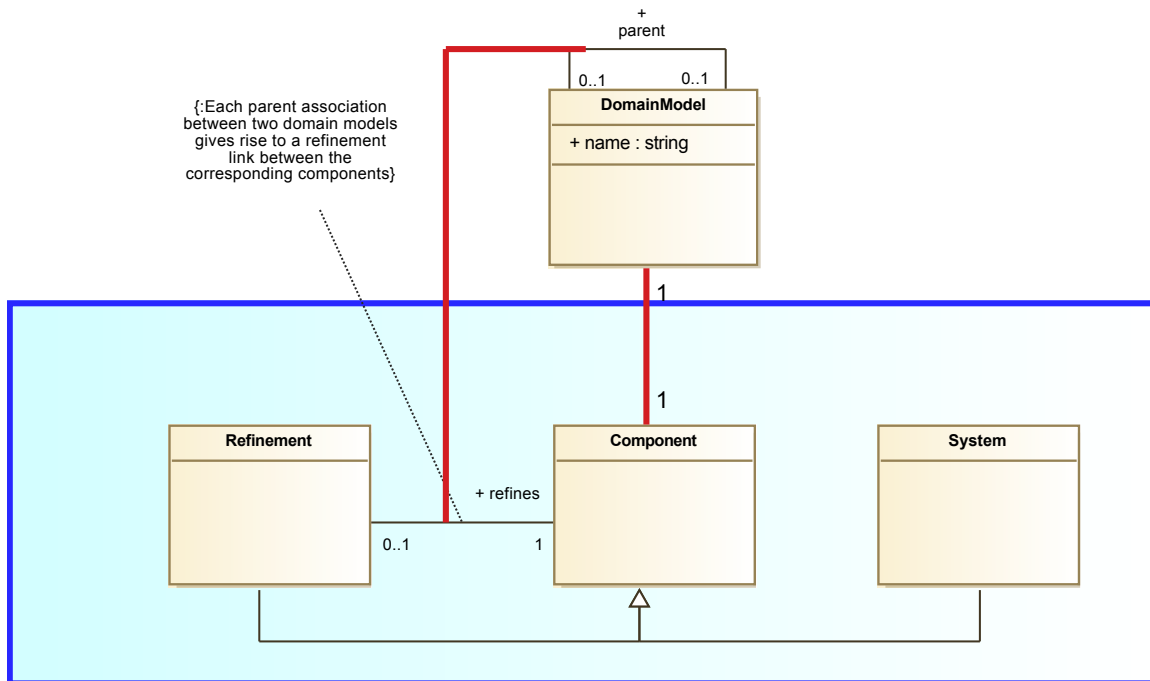 +
parent
0..1
0..1
{:Each parent association
between two domain models
gives rise to a refinement
link between the
corresponding components}
DomainModel
+ name : string
1
1
Refinement
Component
System
+ refines
0..1
1